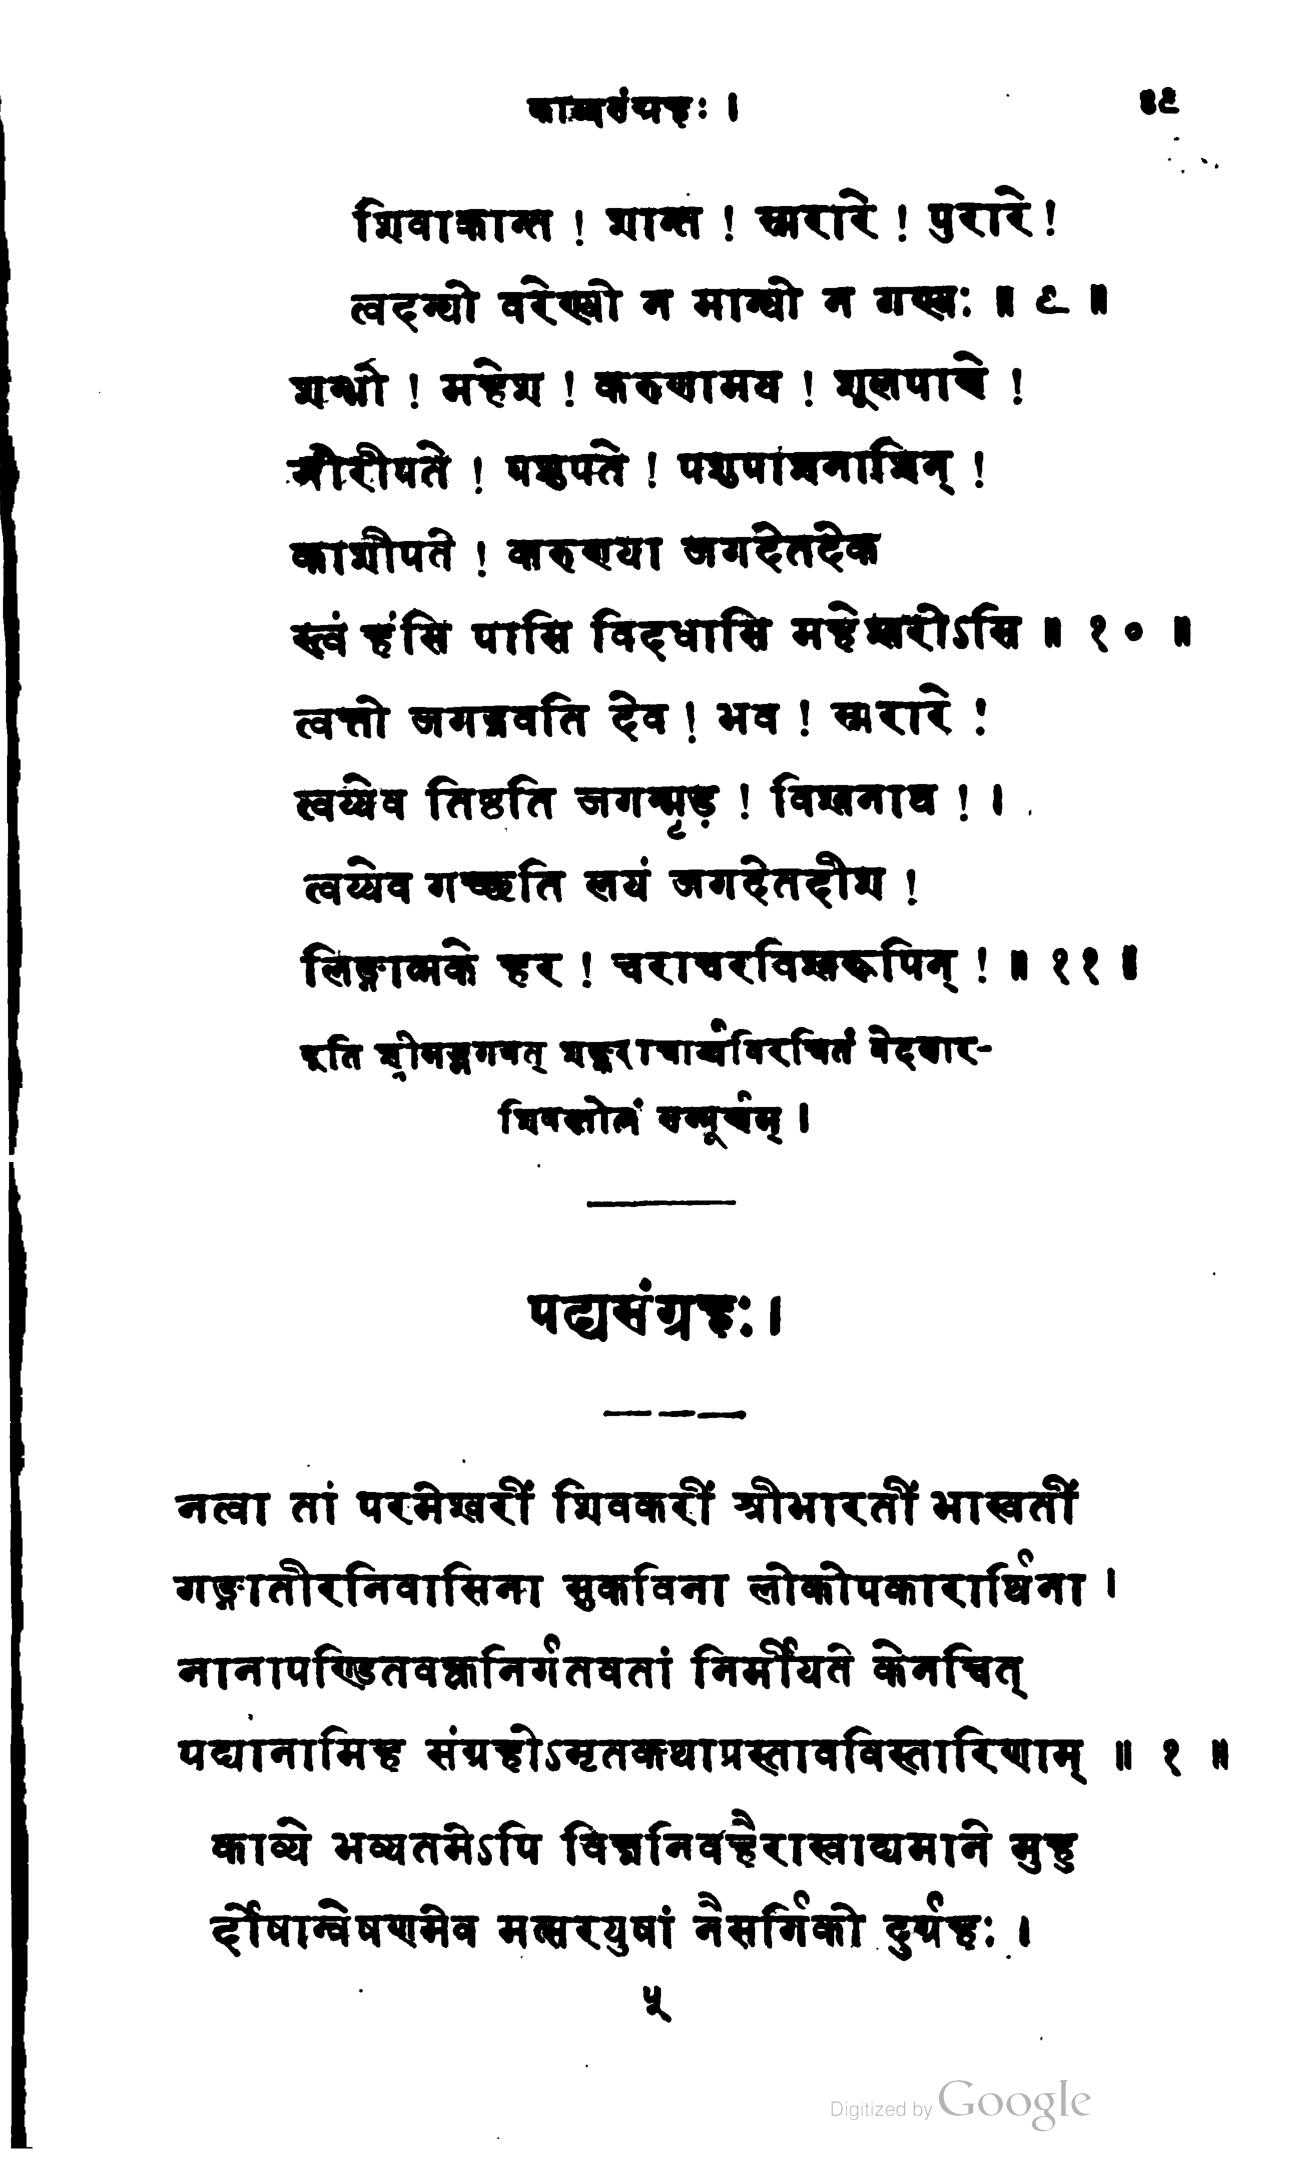 काव्यसंग्रहः । ४९
शिवाकान्त ! शान्त ! स्मरारे ! पुरारे !
त्वदन्यो वरेण्यो न मान्यो न गण्यः ॥ ९ ॥
शम्भो ! महेश ! करुणामय ! शूलपाणे !
गौरीपते ! पशुपते ! पशुपाशनाशिन् !
काशीपते ! करुणया जगदेतदेक
स्त्वं हंसि पासि विदधासि महेश्वरोऽसि ॥ १० ॥
त्वत्तो जगद्भवति देव ! भव ! स्मरारे !
त्वय्येव तिष्ठति जगन्मृड़ ! विश्वनाथ ! ।
त्वय्येव गच्छति लयं जगदेतदीश !
लिङ्गात्मके हर ! चराचरविश्वरूपिन् ! ॥ ११ ॥
इति श्रीमद्भगवत् शङ्कराचार्य्यविरचितं वेदसार-
शिवस्तोत्रं सम्पूर्णम् ।
पद्यसंग्रहः ।
नत्वा तां परमेश्वरीं शिवकरीं श्रीभारतीं भास्वतीं
गङ्गातीरनिवासिना सुकविना लोकोपकारार्थिना ।
नानापण्डितवक्त्रनिर्गतवतां निर्मीयते केनचित्
पद्यानामिह संग्रहोऽमृतकथाप्रस्तावविस्तारिणाम् ॥ १ ॥
काव्ये भव्यतमेऽपि विज्ञनिवहैरास्वाद्यमाने मुहु
र्दोषान्वेषणमेव मत्सरयुषां नैसर्गिको दुर्ग्रहः ।
५
Digitized by Google